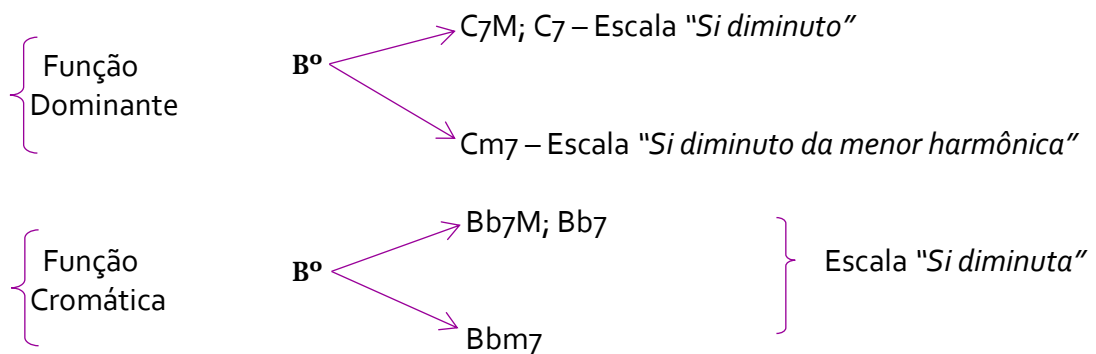 C7M; C7 – Escala “Si diminuto”
Função
Dominante
Bº
Cm7 – Escala “Si diminuto da menor harmônica”
Bb7M; Bb7
Função
Cromática
Bº
Escala “Si diminuta”
Bbm7